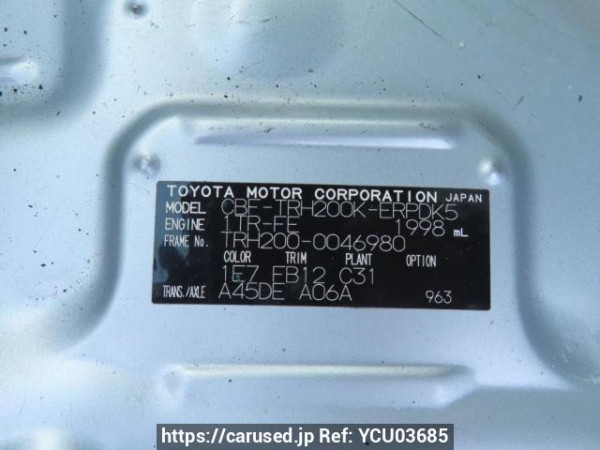 TOYOTA MOTOR CORPORATION JAPAN
MODEL CBF-TRH200K-ERPDK5
ENGINE 1TR-FE 1998 mL
FRAME No. TRH200-0046980
COLOR TRIM PLANT OPTION
1E7 FB12 C31
TRANS./AXLE A45DE A06A 963
https://carused.jp Ref: YCU03685